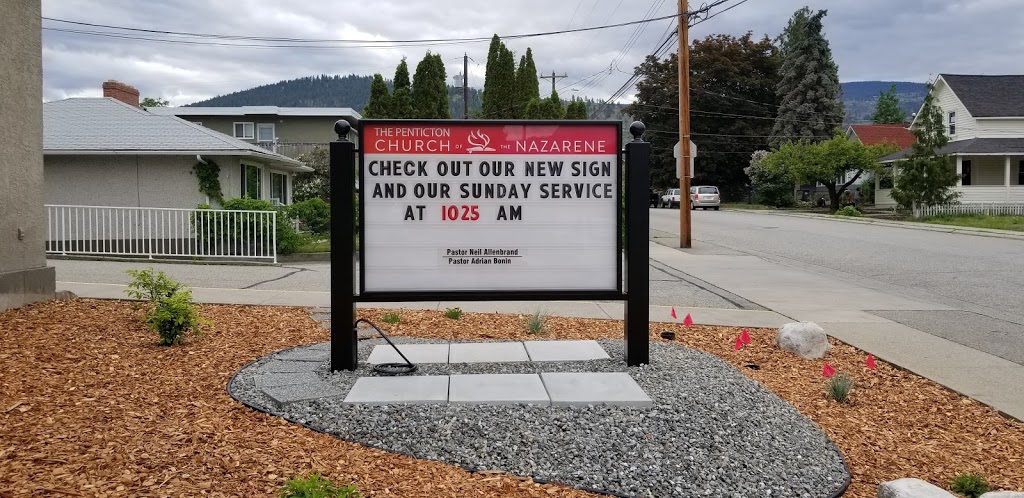 THE PENTICTON
CHURCH OF THE NAZARENE
CHECK OUT OUR NEW SIGN
AND OUR SUNDAY SERVICE
AT 1025 AM
Pastor Neil Allenbrand
Pastor Adrian Bonin